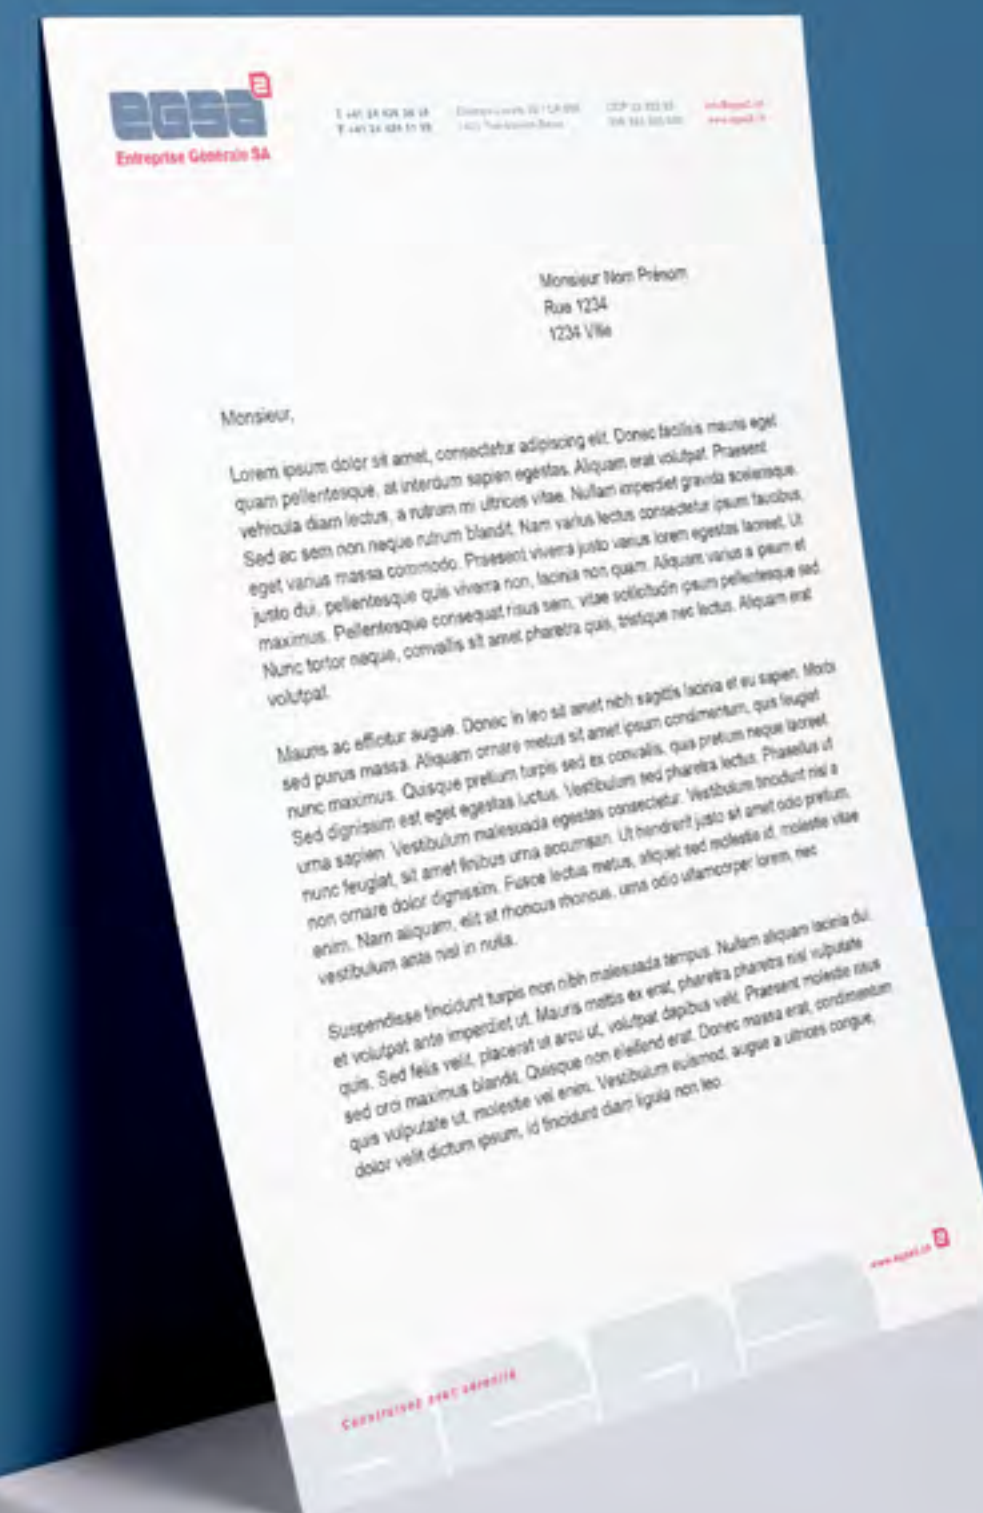 egsa2
Entreprise Générale SA
Monsieur Nom Prénom
Rue 1234
1234 Ville
Monsieur,
Lorem ipsum dolor sit amet, consectetur adipiscing elit. Donec facilisis mauris eget
quam pellentesque, at interdum sapien egestas. Aliquam erat volutpat. Praesent
vehicula diam lectus, a rutrum mi ultrices vitae. Nullam imperdiet gravida scelerisque.
Sed ac sem non neque rutrum blandit. Nam varius lectus consectetur ipsum faucibus,
eget varius massa commodo. Praesent viverra justo varius lorem egestas laoreet. Ut
justo dui, pellentesque quis viverra non, lacinia non quam. Aliquam varius a ipsum et
maximus. Pellentesque consequat risus sem, vitae sollicitudin ipsum pellentesque sed.
Nunc tortor neque, convallis sit amet pharetra quis, tristique nec lectus. Aliquam erat
volutpat.
Mauris ac efficitur augue. Donec in leo sit amet nibh sagittis lacinia et eu sapien. Morbi
sed purus massa. Aliquam ornare metus sit amet ipsum condimentum, quis feugiat
nunc maximus. Quisque pretium turpis sed ex convallis, quis pretium neque laoreet.
Sed dignissim est eget egestas luctus. Vestibulum sed pharetra lectus. Phasellus ut
urna sapien. Vestibulum malesuada egestas consectetur. Vestibulum tincidunt nisl a
nunc feugiat, sit amet finibus urna accumsan. Ut hendrerit justo sit amet odio pretium,
non ornare dolor dignissim. Fusce lectus metus, aliquet sed molestie id, molestie vitae
enim. Nam aliquam, elit at rhoncus rhoncus, urna odio ullamcorper lorem, nec
vestibulum ante nisl in nulla.
Suspendisse tincidunt turpis non nibh malesuada tempus. Nullam aliquam lacinia dui,
et volutpat ante imperdiet ut. Mauris mattis ex erat, pharetra pharetra nisl vulputate
quis. Sed felis velit, placerat ut arcu ut, volutpat dapibus velit. Praesent molestie risus
sed orci maximus blandit. Quisque non eleifend erat. Donec massa erat, condimentum
quis vulputate ut, molestie vel enim. Vestibulum euismod, augue a ultrices congue,
dolor velit dictum ipsum, id tincidunt diam ligula non leo.
www.egsa2.ch 2
Construisez avec sérénité